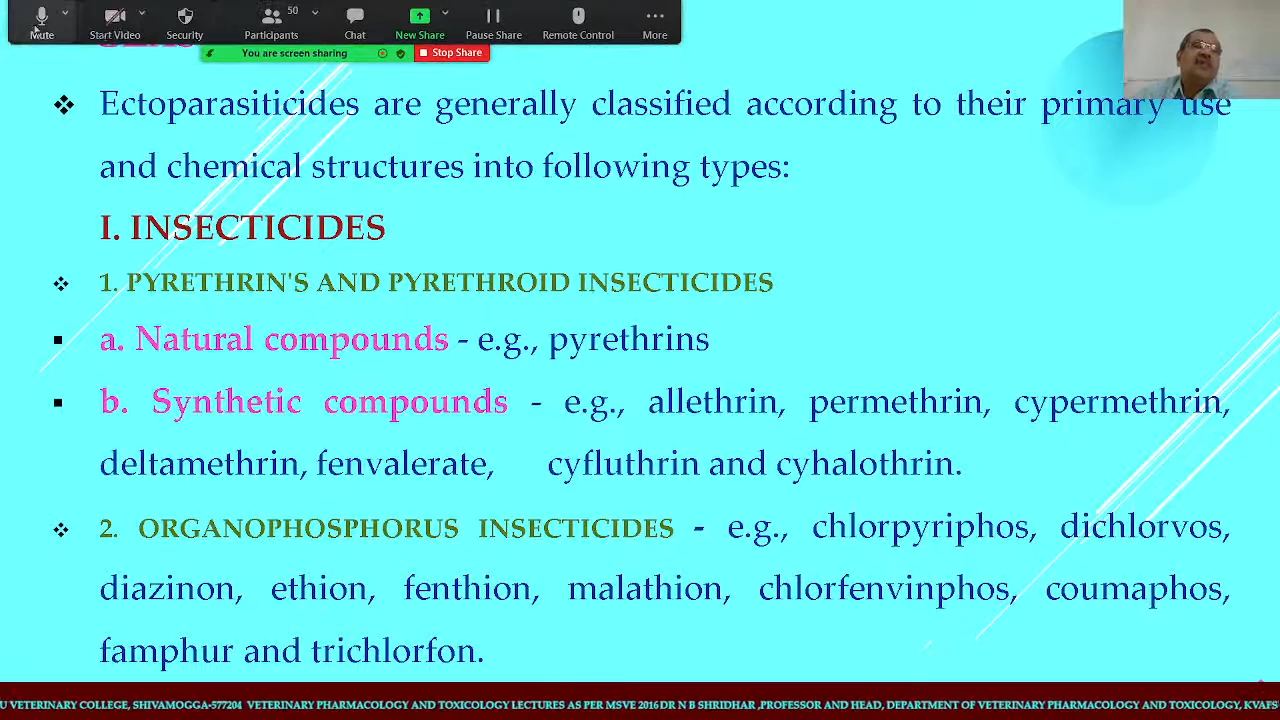 Mute
Start Video
Security
Participants
50
Chat
New Share
Pause Share
Remote Control
More
You are screen sharing
Stop Share
Ectoparasiticides are generally classified according to their primary use
and chemical structures into following types:
I. INSECTICIDES
1. PYRETHRIN'S AND PYRETHROID INSECTICIDES
a. Natural compounds - e.g., pyrethrins
b. Synthetic compounds - e.g., allethrin, permethrin, cypermethrin,
deltamethrin, fenvalerate, cyfluthrin and cyhalothrin.
2. ORGANOPHOSPHORUS INSECTICIDES - e.g., chlorpyriphos, dichlorvos,
diazinon, ethion, fenthion, malathion, chlorfenvinphos, coumaphos,
famphur and trichlorfon.
U VETERINARY COLLEGE, SHIVAMOGGA-577204 VETERINARY PHARMACOLOGY AND TOXICOLOGY LECTURES AS PER MSVE 2016 DR N B SHRIDHAR ,PROFESSOR AND HEAD, DEPARTMENT OF VETERINARY PHARMACOLOGY AND TOXICOLOGY, KVAFS